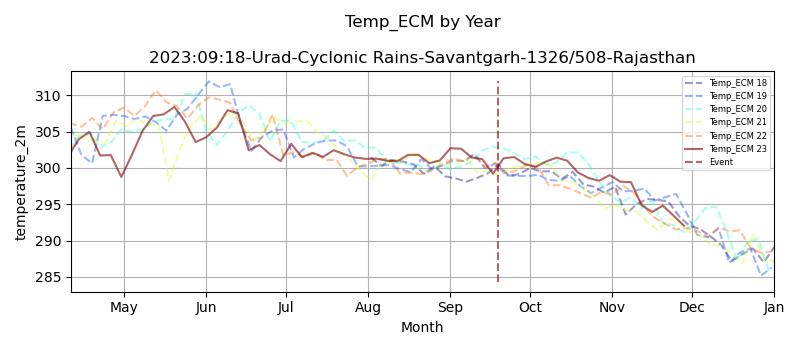 Temp_ECM by Year
2023:09:18-Urad-Cyclonic Rains-Savantgarh-1326/508-Rajasthan
temperature_2m
310
305
300
295
290
285
Temp_ECM 18
Temp_ECM 19
Temp_ECM 20
Temp_ECM 21
Temp_ECM 22
Temp_ECM 23
Event
May Jun Jul Aug Sep Oct Nov Dec Jan
Month